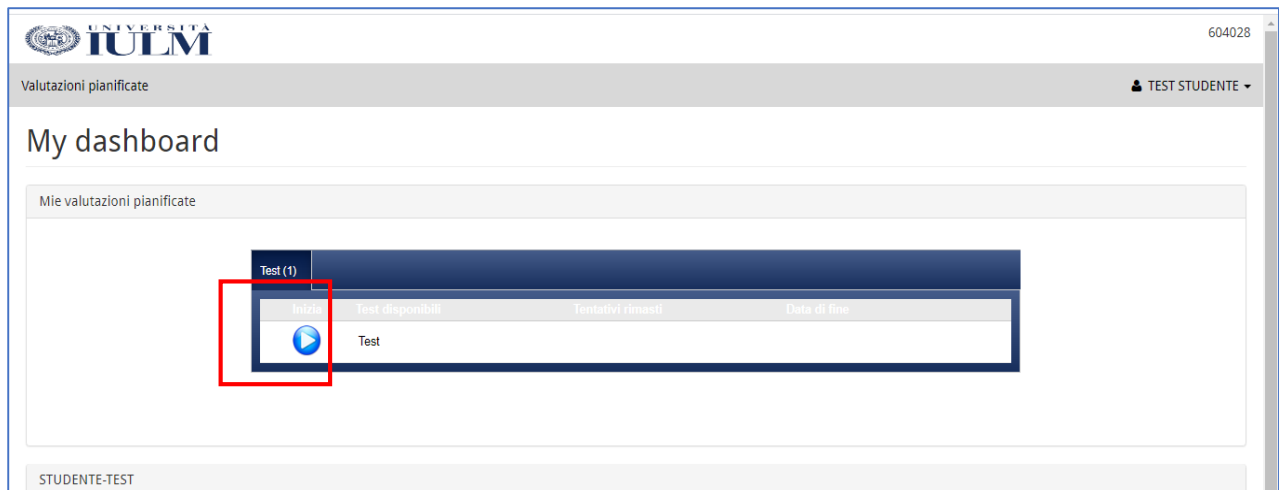 UNIVERSITÀ
IULM
604028
Valutazioni pianificate
TEST STUDENTE
My dashboard
Mie valutazioni pianificate
Test (1)
Inizia Test disponibili Tentativi rimasti Data di fine
Test
STUDENTE-TEST